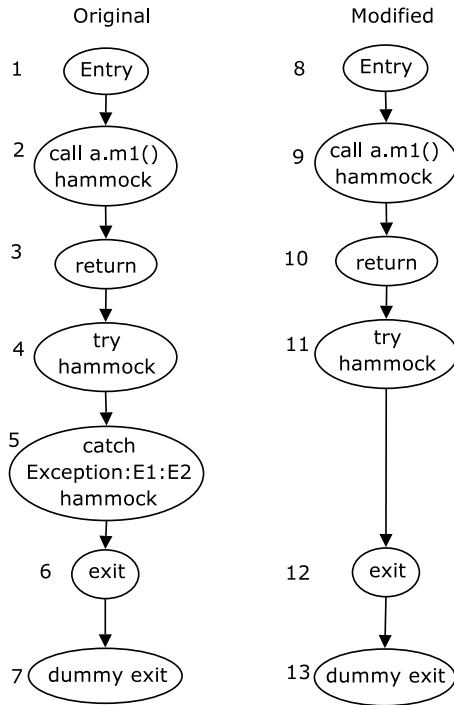 Original
1
Entry
2
call a.m1()
hammock
3
return
4
try
hammock
5
catch
Exception:E1:E2
hammock
6
exit
7
dummy exit
Modified
8
Entry
9
call a.m1()
hammock
10
return
11
try
hammock
12
exit
13
dummy exit